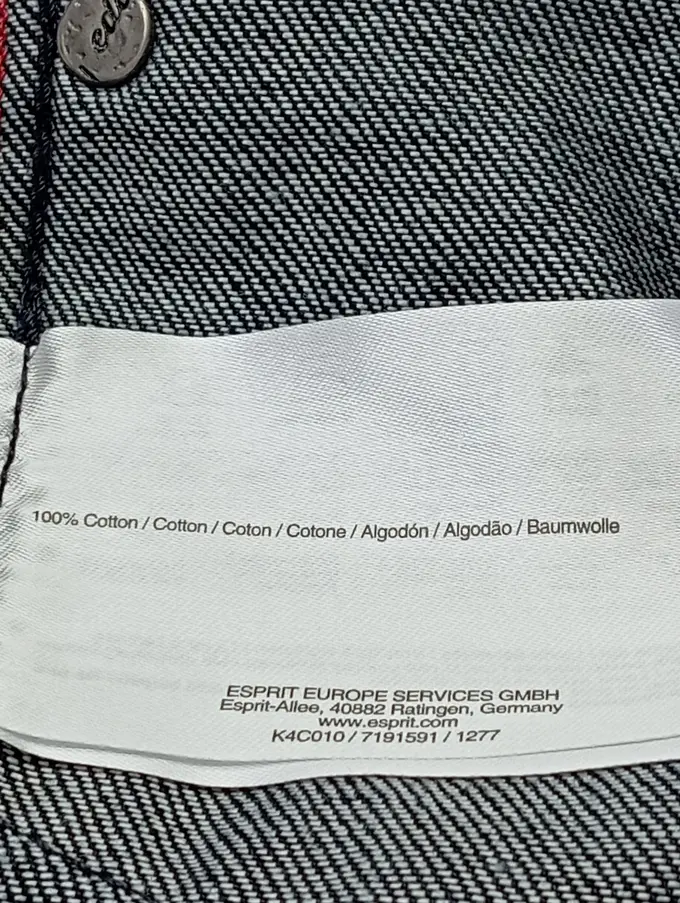 100% Cotton / Cotton / Coton / Cotone / Algodón / Algodão / Baumwolle
ESPRIT EUROPE SERVICES GMBH
Esprit-Allee, 40882 Ratingen, Germany
www.esprit.com
K4C010 / 7191591 / 1277